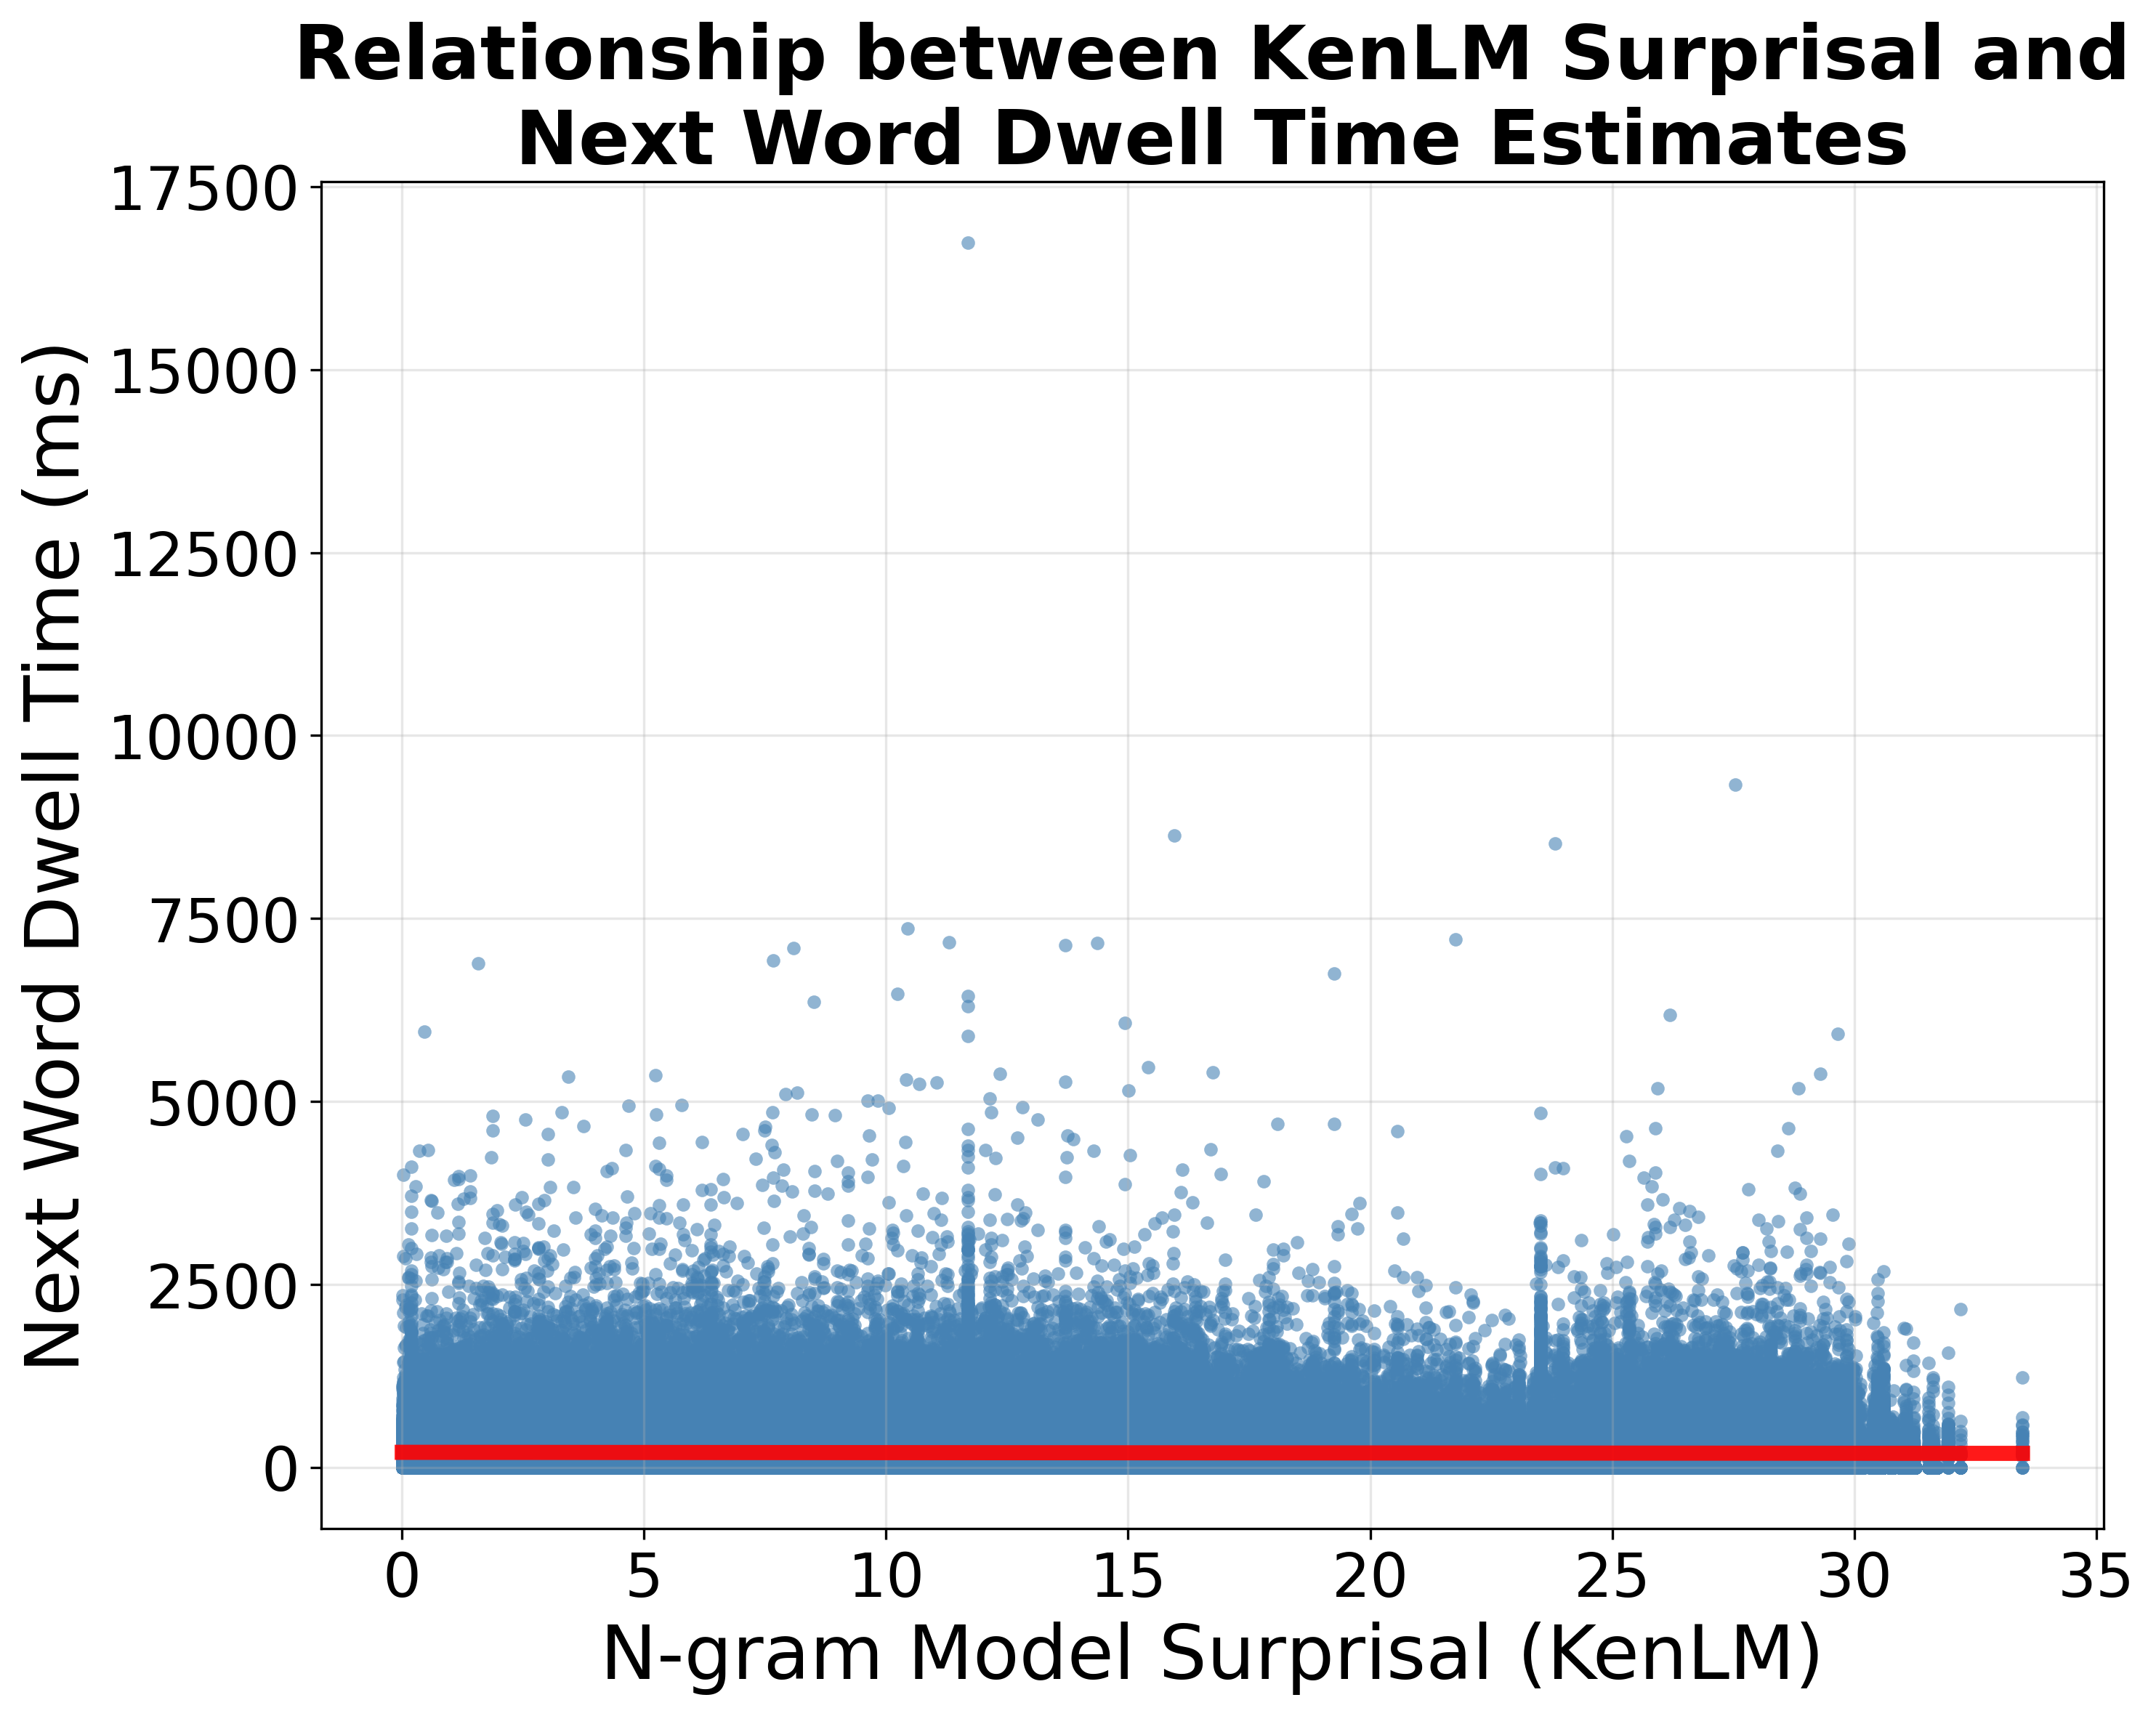 Relationship between KenLM Surprisal and
Next Word Dwell Time Estimates
Next Word Dwell Time (ms)
17500
15000
12500
10000
7500
5000
2500
0
0 5 10 15 20 25 30 35
N-gram Model Surprisal (KenLM)